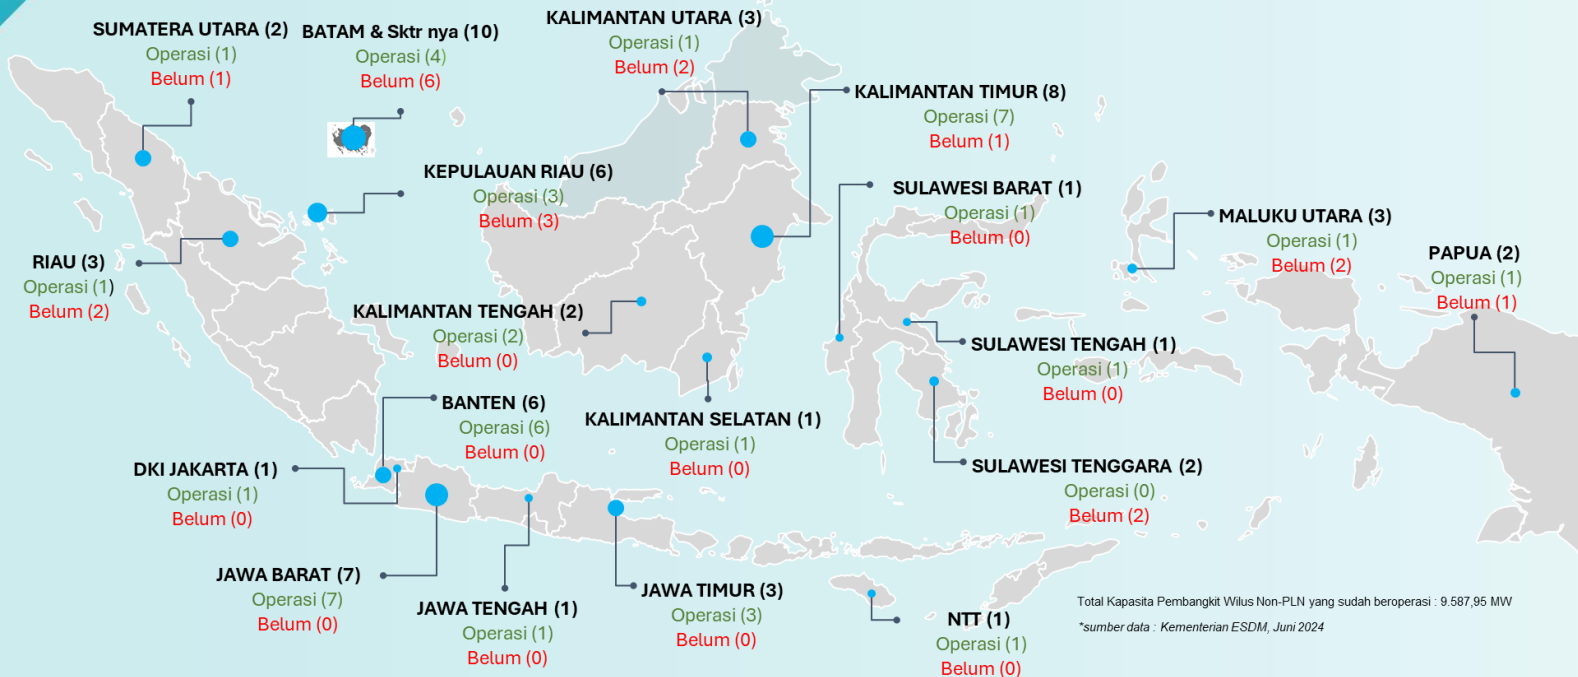 SUMATERA UTARA (2)
Operasi (1)
Belum (1)
BATAM & Sktr nya (10)
Operasi (4)
Belum (6)
KALIMANTAN UTARA (3)
Operasi (1)
Belum (2)
KALIMANTAN TIMUR (8)
Operasi (7)
Belum (1)
KEPULAUAN RIAU (6)
Operasi (3)
Belum (3)
SULAWESI BARAT (1)
Operasi (1)
Belum (0)
MALUKU UTARA (3)
Operasi (1)
Belum (2)
PAPUA (2)
Operasi (1)
Belum (1)
RIAU (3)
Operasi (1)
Belum (2)
KALIMANTAN TENGAH (2)
Operasi (2)
Belum (0)
SULAWESI TENGAH (1)
Operasi (1)
Belum (0)
BANTEN (6)
Operasi (6)
Belum (0)
KALIMANTAN SELATAN (1)
Operasi (1)
Belum (0)
DKI JAKARTA (1)
Operasi (1)
Belum (0)
SULAWESI TENGGARA (2)
Operasi (0)
Belum (2)
JAWA BARAT (7)
Operasi (7)
Belum (0)
JAWA TENGAH (1)
Operasi (1)
Belum (0)
JAWA TIMUR (3)
Operasi (3)
Belum (0)
NTT (1)
Operasi (1)
Belum (0)
Total Kapasita Pembangkit Wilus Non-PLN yang sudah beroperasi : 9.587,95 MW
*sumber data : Kementerian ESDM, Juni 2024